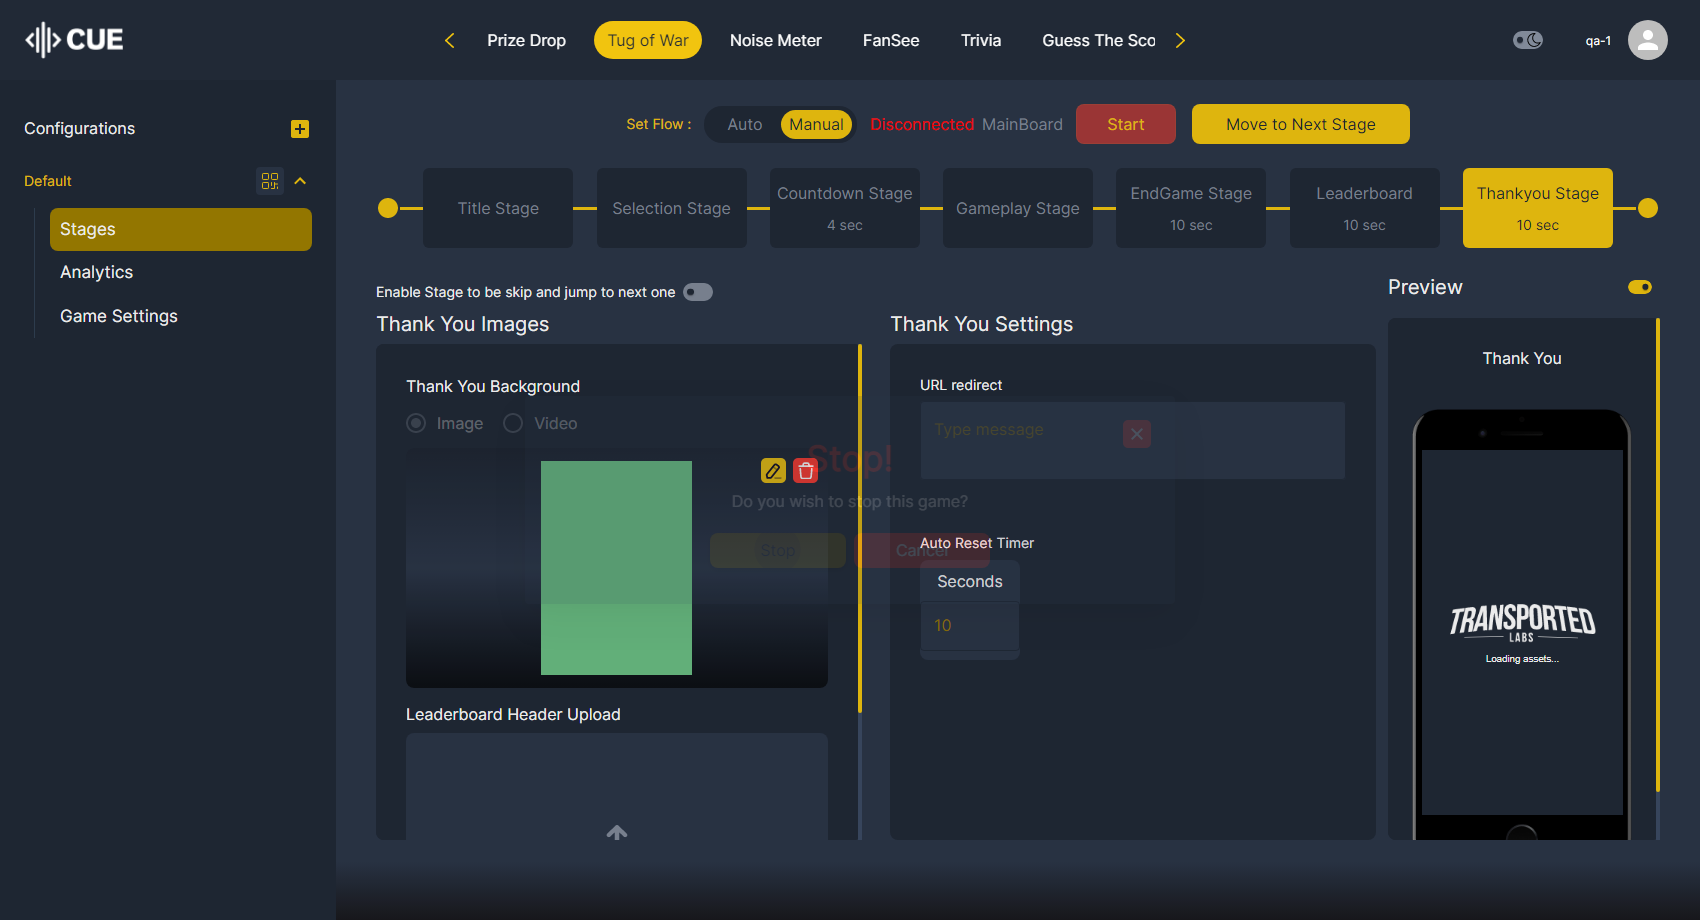 CUE
Prize Drop
Tug of War
Noise Meter
FanSee
Trivia
Guess The Sco
qa-1
Configurations
Default
Stages
Analytics
Game Settings
Set Flow :
Auto
Manual
Disconnected MainBoard
Start
Move to Next Stage
Title Stage
Selection Stage
Countdown Stage
4 sec
Gameplay Stage
EndGame Stage
10 sec
Leaderboard
10 sec
Thankyou Stage
10 sec
Enable Stage to be skip and jump to next one
Thank You Images
Thank You Background
Image
Video
Leaderboard Header Upload
Stop!
Do you wish to stop this game?
Stop
Cancel
Thank You Settings
URL redirect
Type message
Auto Reset Timer
Seconds
10
Preview
Thank You
TRANSPORTED
LABS
Loading assets...